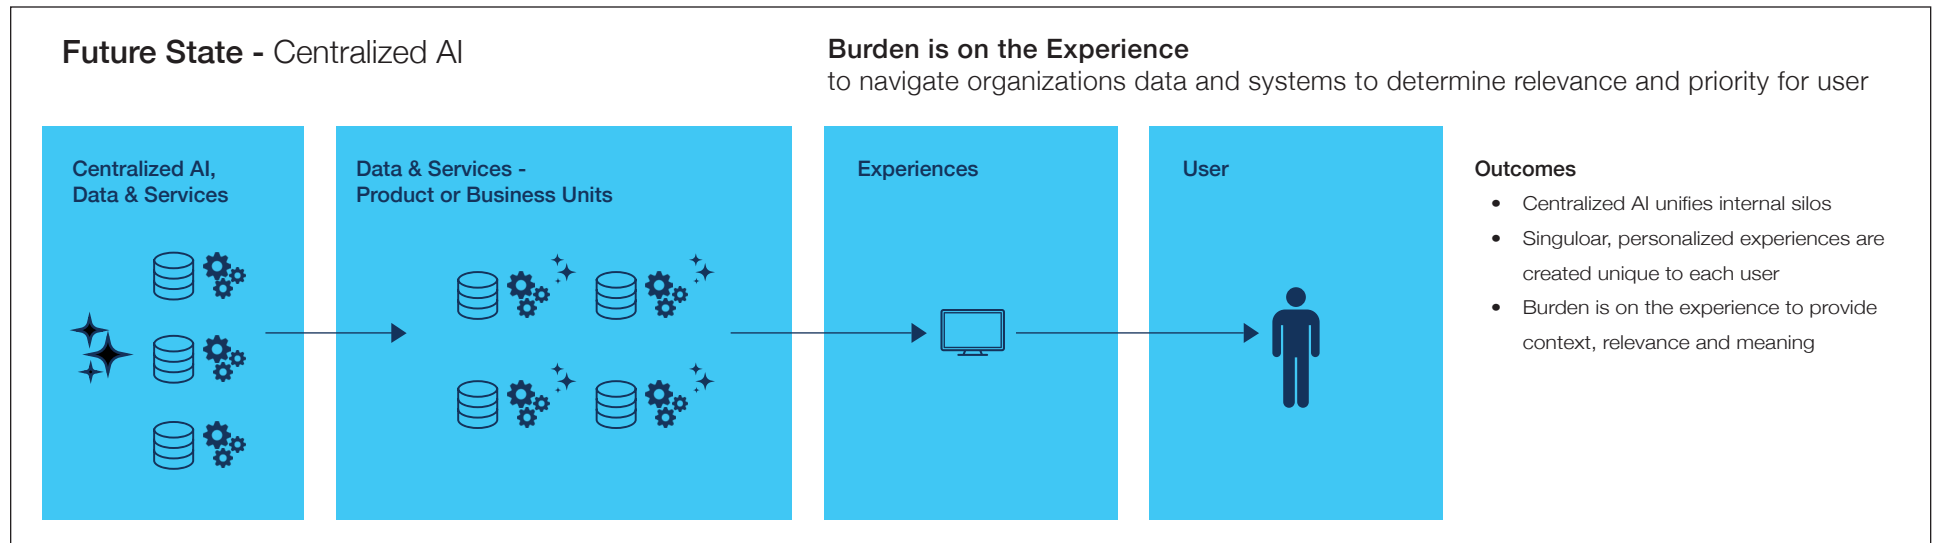 Future State - Centralized AI
Burden is on the Experience
to navigate organizations data and systems to determine relevance and priority for user
Centralized AI,
Data & Services
Data & Services -
Product or Business Units
Experiences
User
Outcomes
• Centralized AI unifies internal silos
• Singuloar, personalized experiences are
created unique to each user
• Burden is on the experience to provide
context, relevance and meaning